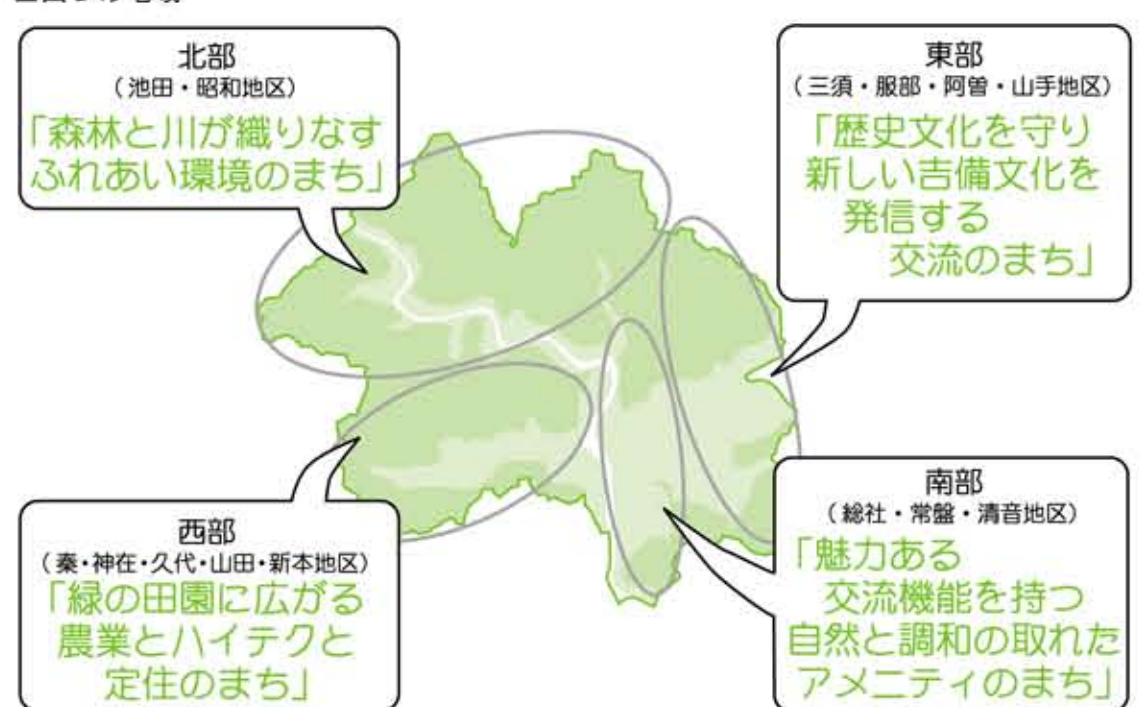 北部
（池田・昭和地区）
「森林と川が織りなす
ふれあい環境のまち」
東部
（三須・服部・阿曽・山手地区）
「歴史文化を守り
新しい吉備文化を
発信する
交流のまち」
西部
（秦・神在・久代・山田・新本地区）
「緑の田園に広がる
農業とハイテクと
定住のまち」
南部
（総社・常盤・清音地区）
「魅力ある
交流機能を持つ
自然と調和の取れた
アメニティのまち」